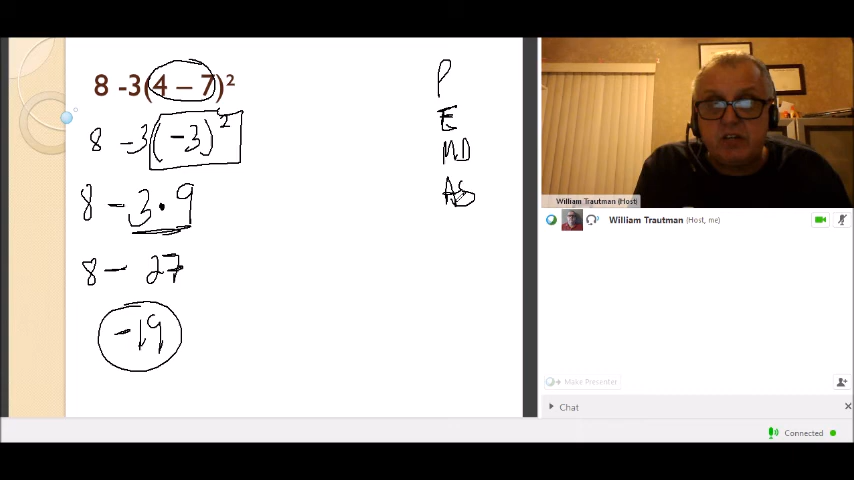 8 -3(4 – 7)²
8 -3(-3)²
8 - 3 · 9
8 - 27
-19
P
E
MD
AS
William Trautman (Host)
William Trautman (Host, me)
Make Presenter
Chat
Connected